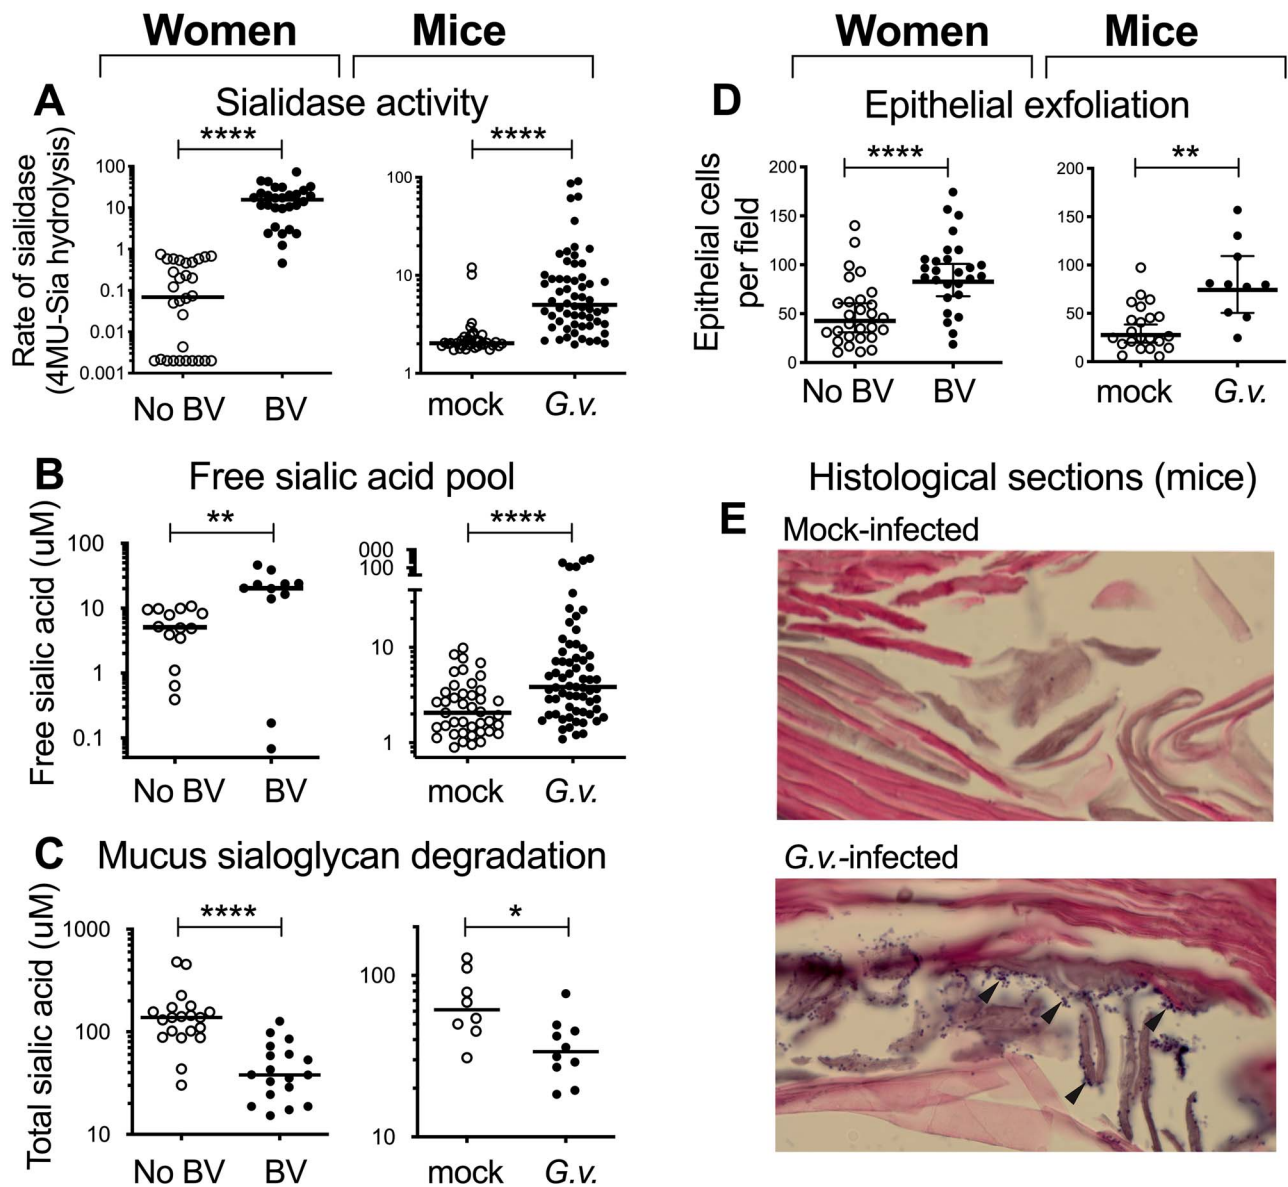 Women
Mice
A
Sialidase activity
Rate of sialidase
(4MU-Sia hydrolysis)
****
100
10
1
0.1
0.01
0.001
No BV
BV
****
100
10
1
mock
G.v.
B
Free sialic acid pool
Free sialic acid (uM)
**
100
10
1
0.1
No BV
BV
****
000
100
10
1
mock
G.v.
C
Mucus sialoglycan degradation
Total sialic acid (uM)
****
1000
100
10
No BV
BV
*
100
10
mock
G.v.
Women
Mice
D
Epithelial exfoliation
Epithelial cells
per field
****
200
150
100
50
0
No BV
BV
**
200
150
100
50
0
mock
G.v.
Histological sections (mice)
E
Mock-infected
G.v.-infected